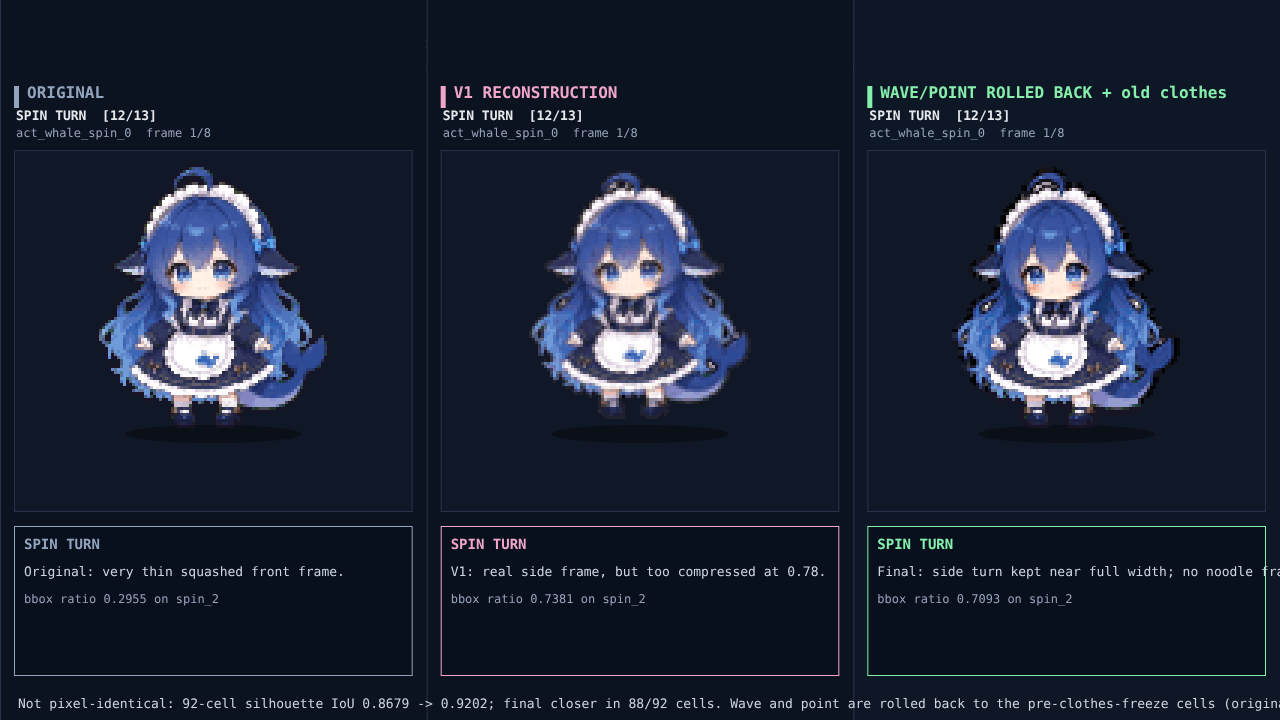 ORIGINAL
SPIN TURN [12/13]
act_whale_spin_0 frame 1/8
SPIN TURN
Original: very thin squashed front frame.
bbox ratio 0.2955 on spin_2
V1 RECONSTRUCTION
SPIN TURN [12/13]
act_whale_spin_0 frame 1/8
SPIN TURN
V1: real side frame, but too compressed at 0.78.
bbox ratio 0.7381 on spin_2
WAVE/POINT ROLLED BACK + old clothes
SPIN TURN [12/13]
act_whale_spin_0 frame 1/8
SPIN TURN
Final: side turn kept near full width; no noodle fra
bbox ratio 0.7093 on spin_2
Not pixel-identical: 92-cell silhouette IoU 0.8679 -> 0.9202; final closer in 88/92 cells. Wave and point are rolled back to the pre-clothes-freeze cells (origin